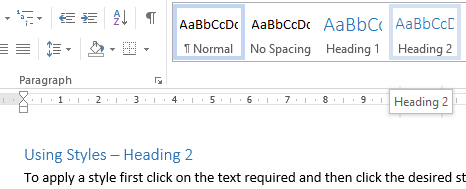 AaBbCcDc AaBbCcDc AaBbCc AaBbCcD
¶ Normal No Spacing Heading 1 Heading 2
Paragraph
1 2 3 4 5 6 7 8 9 10 11 12
Heading 2
Using Styles – Heading 2
To apply a style first click on the text required and then click the desired st